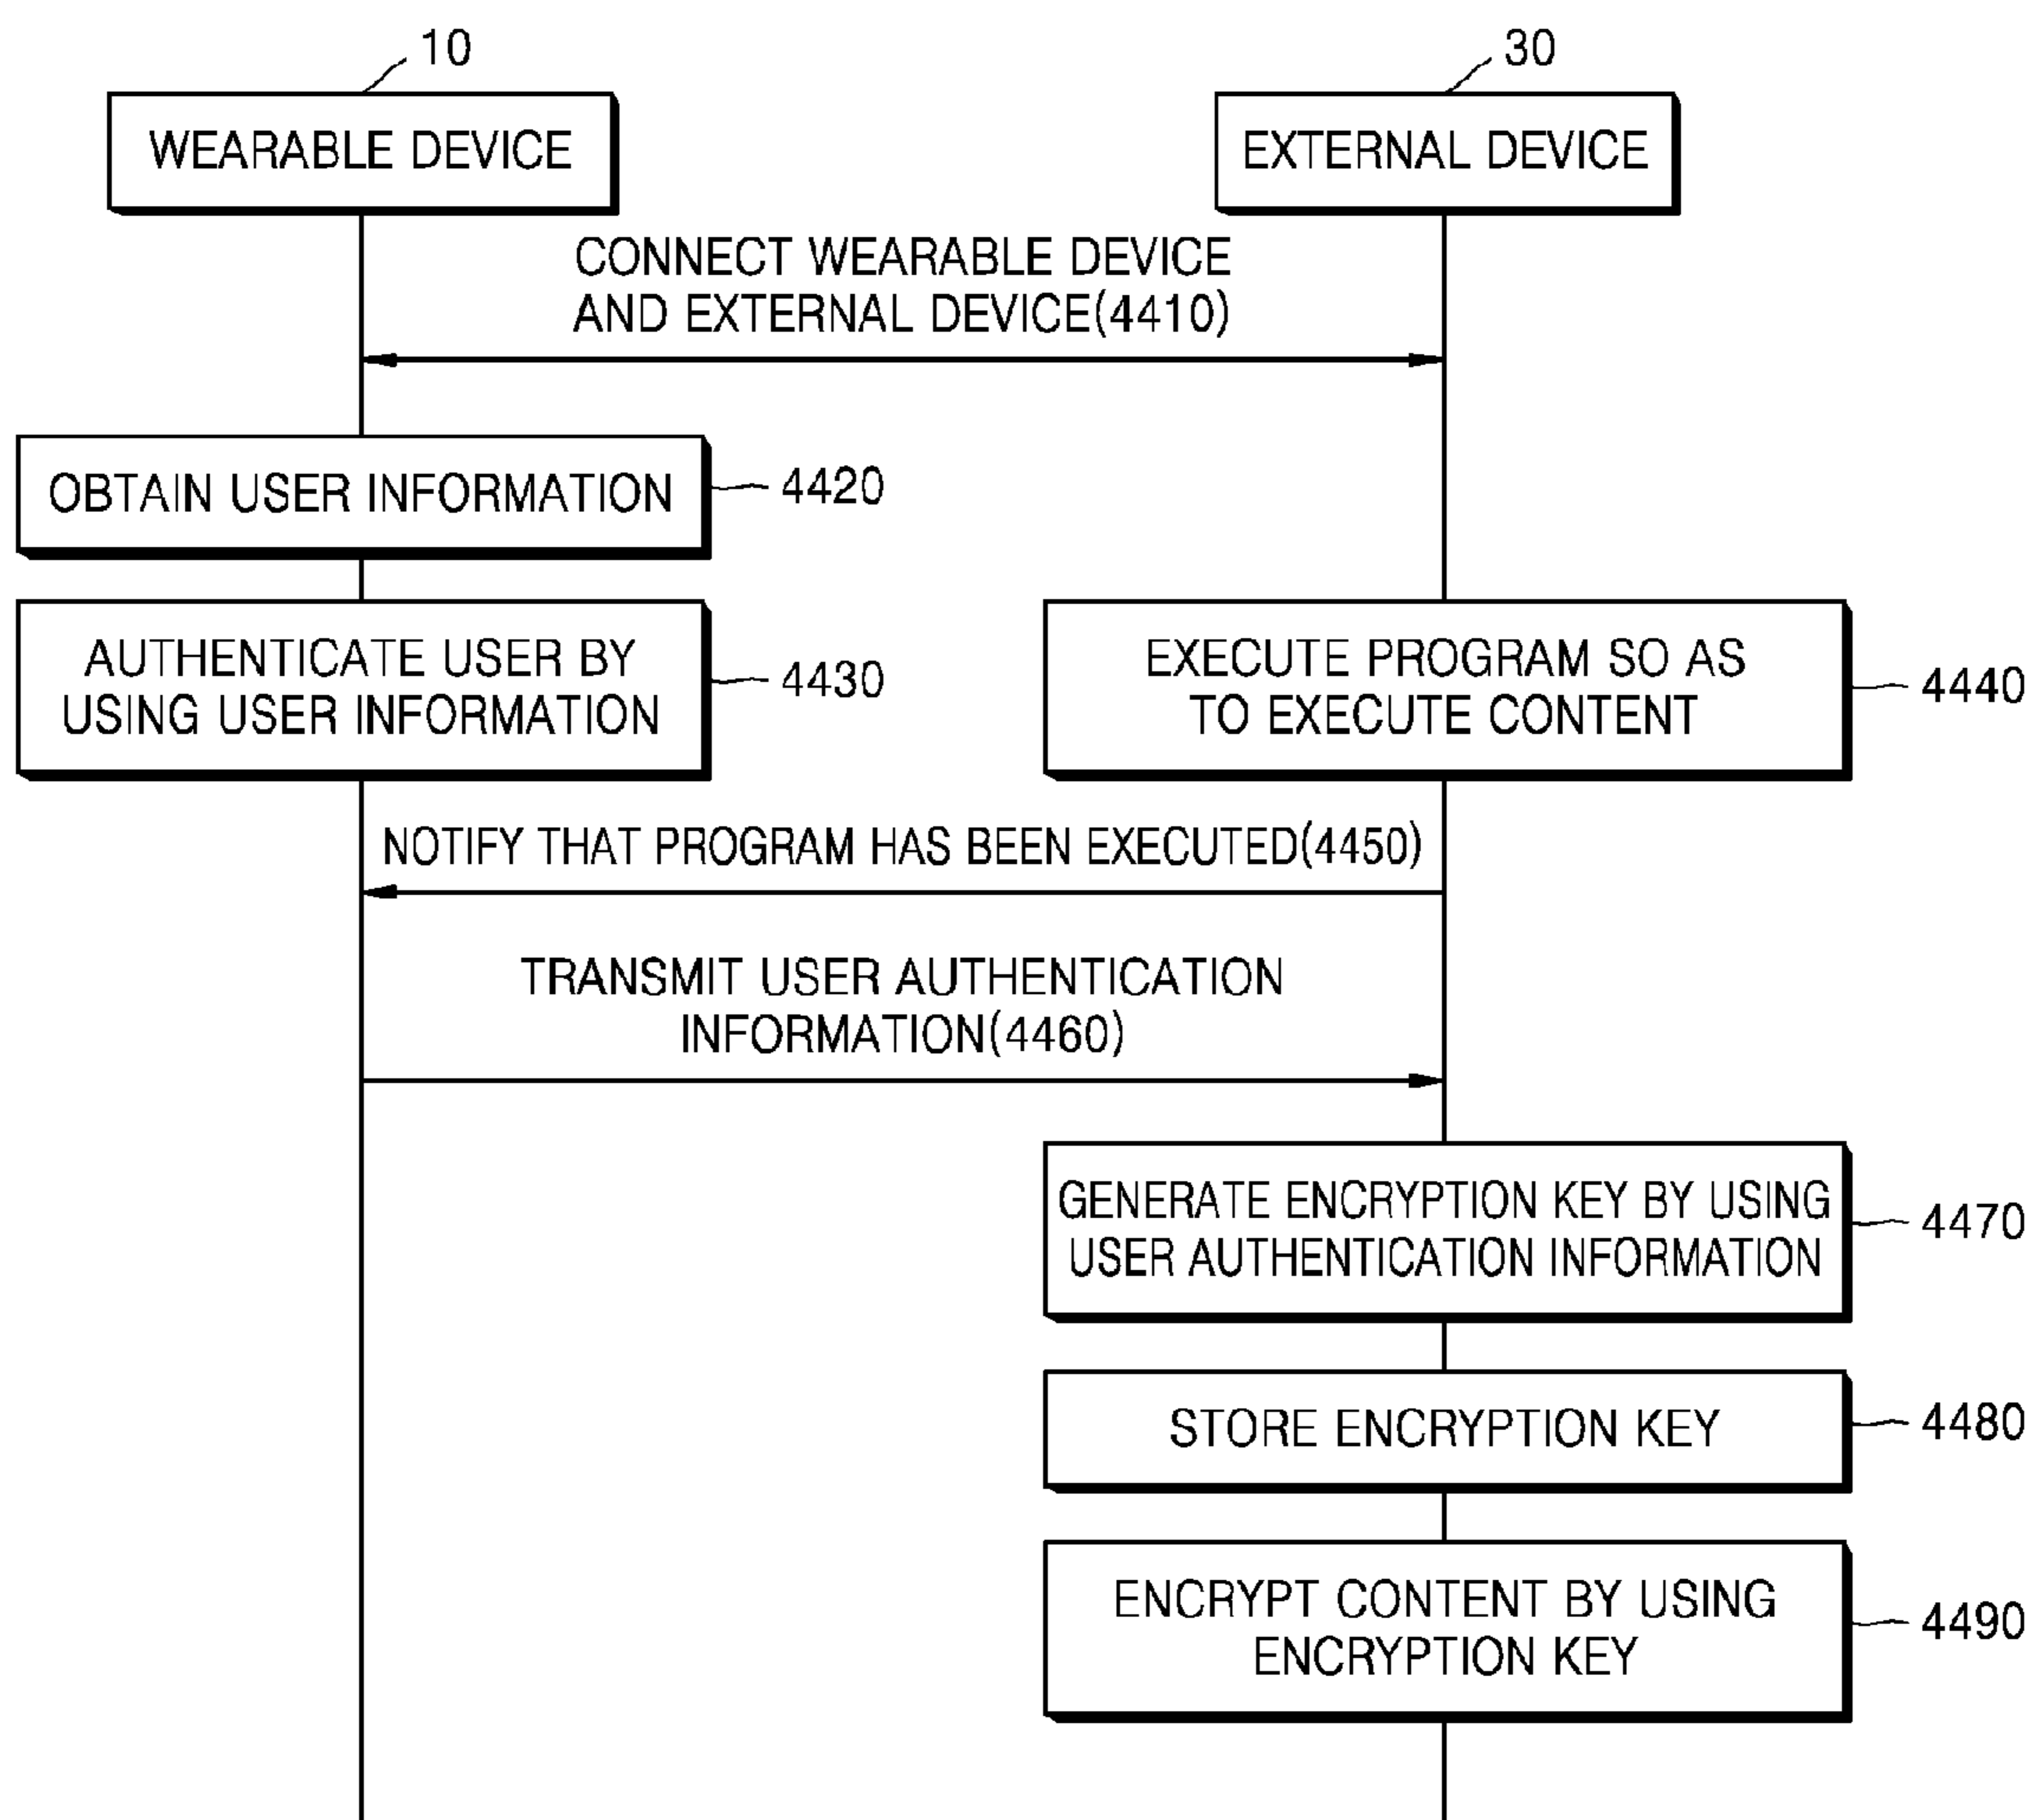 10
30
WEARABLE DEVICE
EXTERNAL DEVICE
CONNECT WEARABLE DEVICE
AND EXTERNAL DEVICE(4410)
OBTAIN USER INFORMATION
4420
AUTHENTICATE USER BY
USING USER INFORMATION
4430
EXECUTE PROGRAM SO AS
TO EXECUTE CONTENT
4440
NOTIFY THAT PROGRAM HAS BEEN EXECUTED(4450)
TRANSMIT USER AUTHENTICATION
INFORMATION(4460)
GENERATE ENCRYPTION KEY BY USING
USER AUTHENTICATION INFORMATION
4470
STORE ENCRYPTION KEY
4480
ENCRYPT CONTENT BY USING
ENCRYPTION KEY
4490